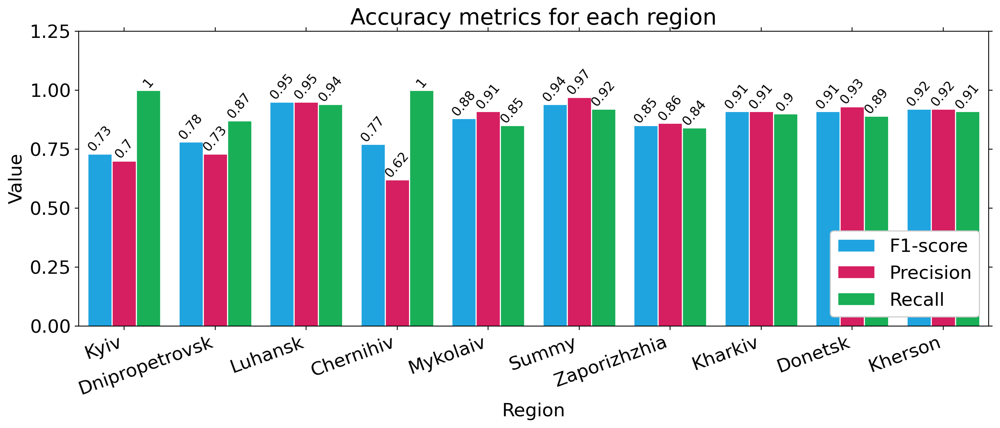 Accuracy metrics for each region
Value
1.25
1.00
0.75
0.50
0.25
0.00
0.73
0.7
1
0.78
0.73
0.87
0.95
0.95
0.94
0.77
0.62
1
0.88
0.91
0.85
0.94
0.97
0.92
0.85
0.86
0.84
0.91
0.91
0.9
0.91
0.93
0.89
0.92
0.92
0.91
F1-score
Precision
Recall
Kyiv
Dnipropetrovsk
Luhansk
Chernihiv
Mykolaiv
Summy
Zaporizhzhia
Kharkiv
Donetsk
Kherson
Region